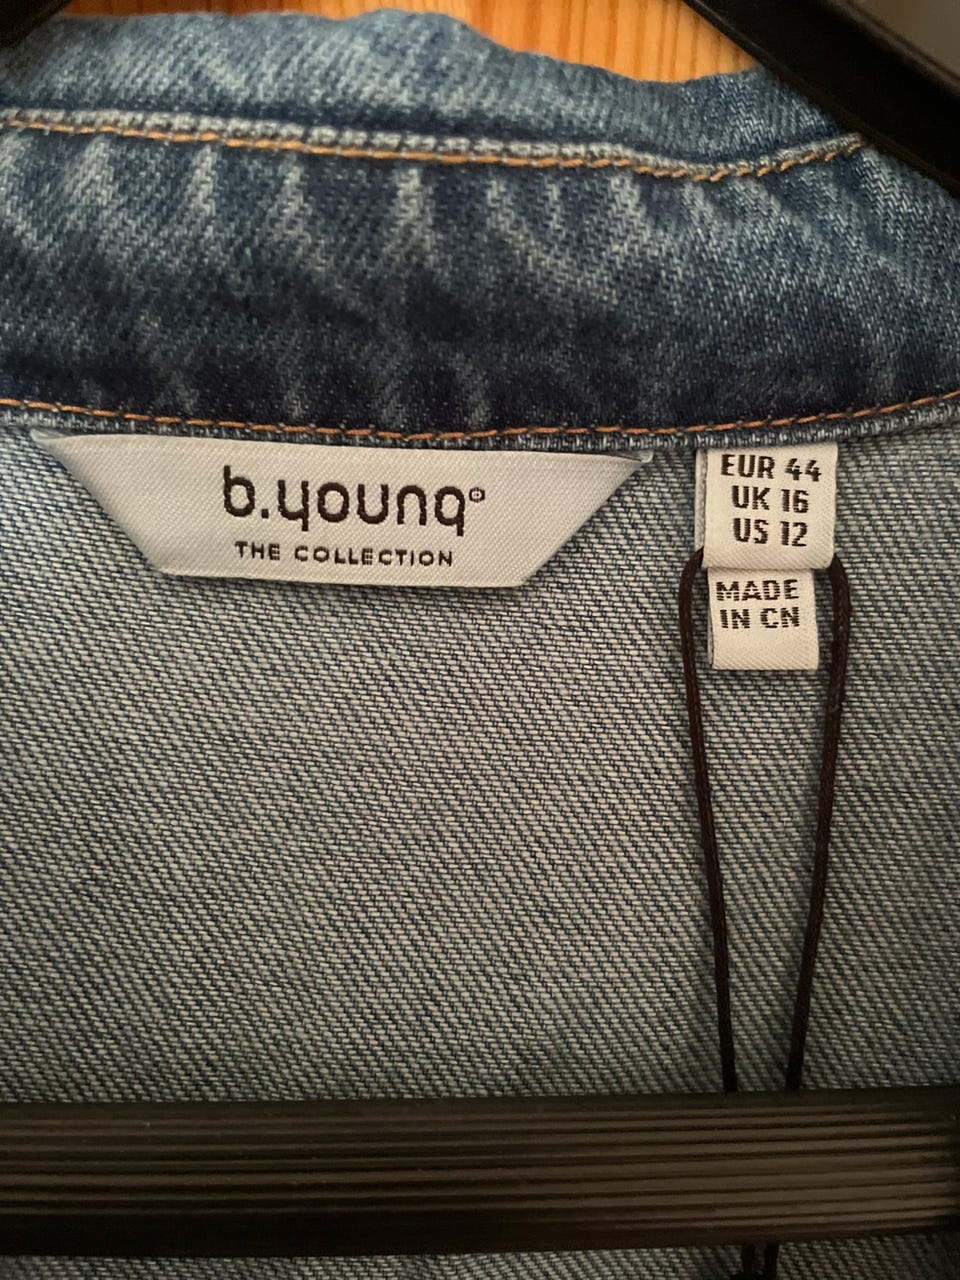 b.young®
THE COLLECTION
EUR 44
UK 16
US 12
MADE
IN CN